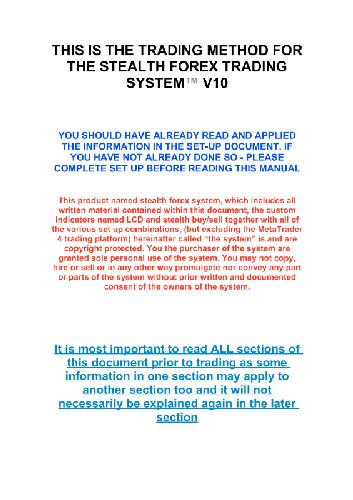 THIS IS THE TRADING METHOD FOR
THE STEALTH FOREX TRADING
SYSTEM™ V10
YOU SHOULD HAVE ALREADY READ AND APPLIED
THE INFORMATION IN THE SET-UP DOCUMENT. IF
YOU HAVE NOT ALREADY DONE SO - PLEASE
COMPLETE SET UP BEFORE READING THIS MANUAL
This product named stealth forex system, which includes all
written material contained within this document, the custom
indicators named LCD and stealth buy/sell together with all of
the various set up combinations, (but excluding the MetaTrader
4 trading platform) hereinafter called "the system" is and are
copyright protected. You the purchaser of the system are
granted sole personal use of the system. You may not copy,
hire or sell or in any other way promulgate nor convey any part
or parts of the system without prior written and documented
consent of the owners of the system.
It is most important to read ALL sections of
this document prior to trading as some
information in one section may apply to
another section too and it will not
necessarily be explained again in the later
section